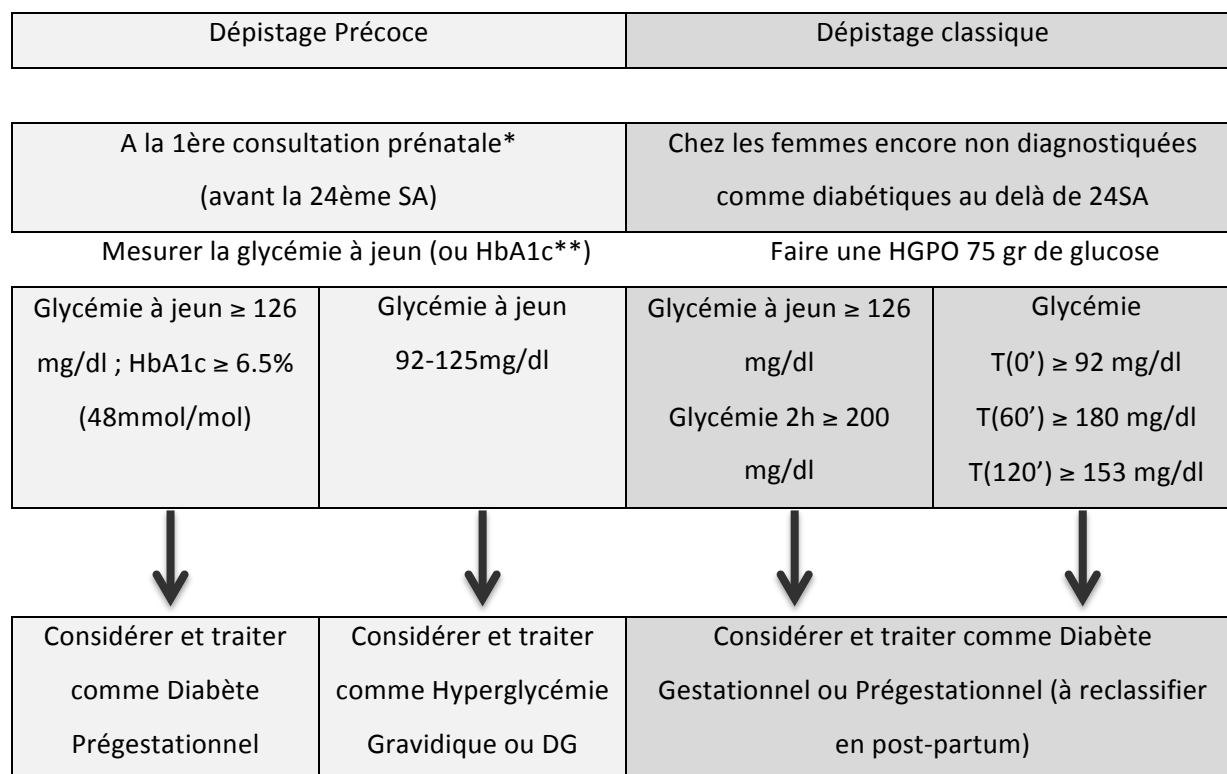 Dépistage Précoce
Dépistage classique
A la 1ère consultation prénatale*
(avant la 24ème SA)
Chez les femmes encore non diagnostiquées
comme diabétiques au delà de 24SA
Mesurer la glycémie à jeun (ou HbA1c**)
Faire une HGPO 75 gr de glucose
Glycémie à jeun ≥ 126
mg/dl ; HbA1c ≥ 6.5%
(48mmol/mol)
Glycémie à jeun
92-125mg/dl
Glycémie à jeun ≥ 126
mg/dl
Glycémie 2h ≥ 200
mg/dl
Glycémie
T(0’) ≥ 92 mg/dl
T(60’) ≥ 180 mg/dl
T(120’) ≥ 153 mg/dl
Considérer et traiter
comme Diabète
Prégestationnel
Considérer et traiter
comme Hyperglycémie
Gravidique ou DG
Considérer et traiter comme Diabète
Gestationnel ou Prégestationnel (à reclassifier
en post-partum)